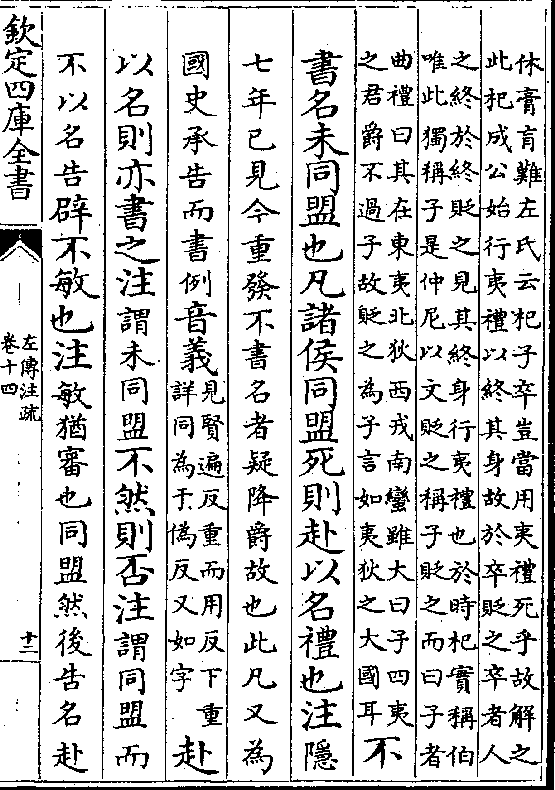 休膏肓難左氏云杞子卒豈當用夷禮死乎故解之
此杞成公始行夷禮以終其身故於卒貶之卒者人
之終於終貶之見其終身行夷禮也於時杞實稱伯
唯此獨稱子是仲尼以文貶之稱子貶之而曰子者
曲禮曰其在東夷北狄西戎南蠻雖大曰子四夷
之君爵不過子故貶之為子言如夷狄之大國耳
不
書名未同盟也凡諸侯同盟死則赴以名禮也注隱
七年已見今重發不書名者疑降爵故也此凡又為
國史承告而書例音義
見賢遍反重而用反下重
詳同為于偽反又如字
赴
以名則亦書之注謂未同盟不然則否注謂同盟而
不以名告辟不敏也注敏猶審也同盟然後告名赴
欽定四庫全書
左傳注疏
卷十四
十二